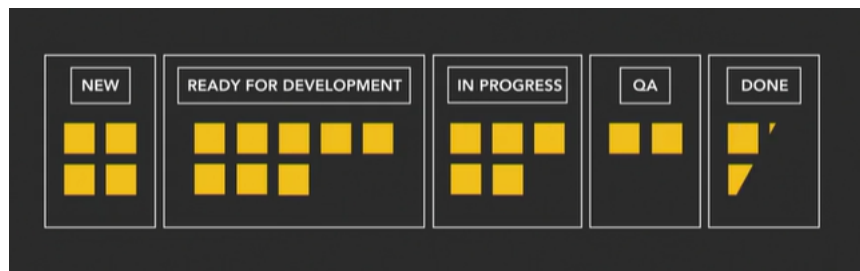 NEW
READY FOR DEVELOPMENT
IN PROGRESS
QA
DONE